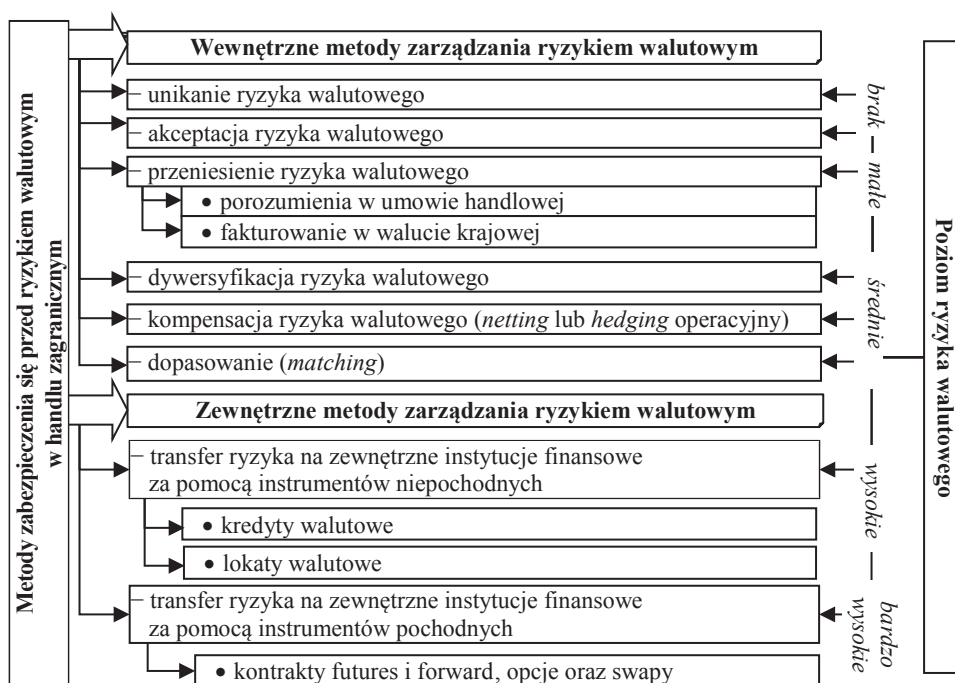 Metody zabezpieczenia się przed ryzykiem walutowym
w handlu zagranicznym
Wewnętrzne metody zarządzania ryzykiem walutowym
– unikanie ryzyka walutowego
– akceptacja ryzyka walutowego
– przeniesienie ryzyka walutowego
• porozumienia w umowie handlowej
• fakturowanie w walucie krajowej
– dywersyfikacja ryzyka walutowego
– kompensacja ryzyka walutowego (netting lub hedging operacyjny)
– dopasowanie (matching)
Zewnętrzne metody zarządzania ryzykiem walutowym
– transfer ryzyka na zewnętrzne instytucje finansowe
za pomocą instrumentów niepochodnych
• kredyty walutowe
• lokaty walutowe
– transfer ryzyka na zewnętrzne instytucje finansowe
za pomocą instrumentów pochodnych
• kontrakty futures i forward, opcje oraz swapy
brak
małe
średnie
wysokie
bardzo
wysokie
Poziom ryzyka walutowego